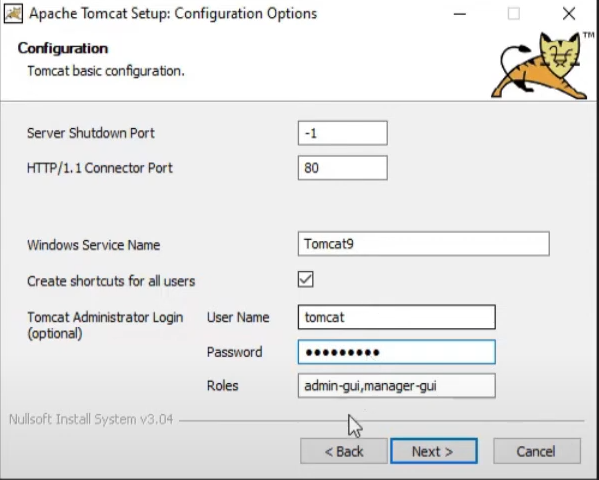 Apache Tomcat Setup: Configuration Options
Configuration
Tomcat basic configuration.
TM
Server Shutdown Port -1
HTTP/1.1 Connector Port 80
Windows Service Name Tomcat9
Create shortcuts for all users
Tomcat Administrator Login (optional) User Name tomcat
Password ●●●●●●●●●
Roles admin-gui,manager-gui
Nullsoft Install System v3.04
< Back Next > Cancel